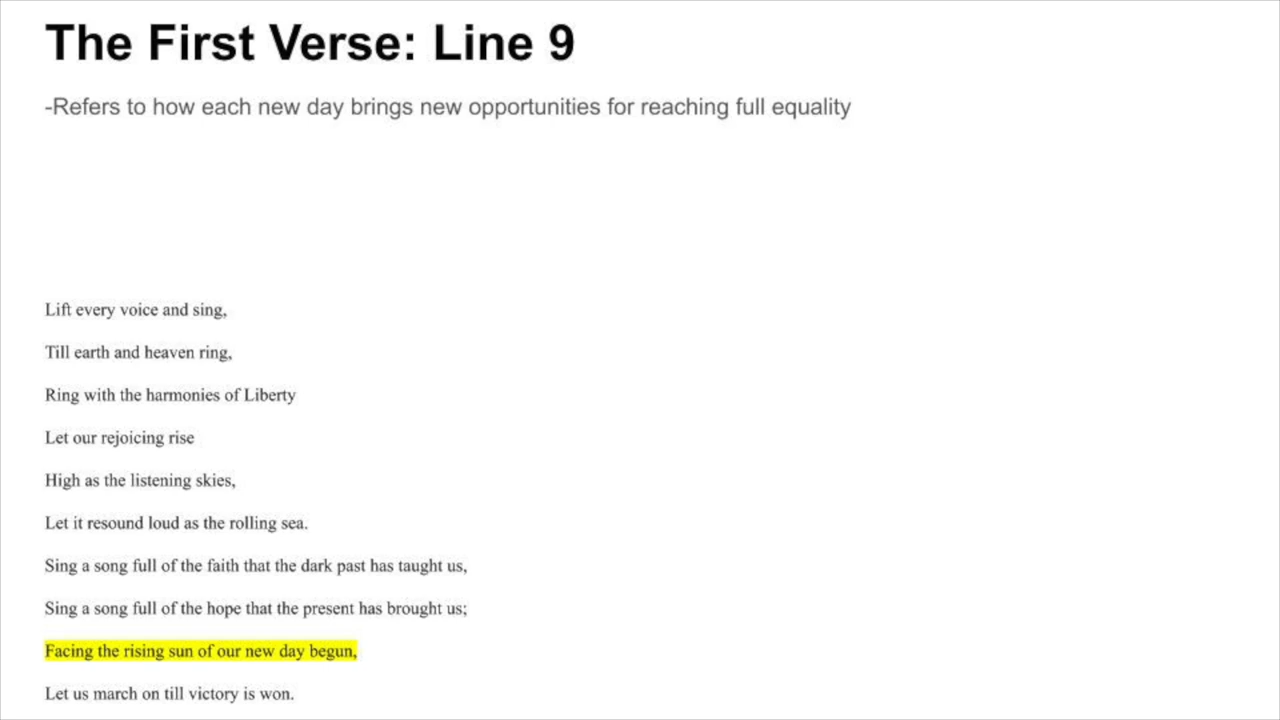 The First Verse: Line 9
-Refers to how each new day brings new opportunities for reaching full equality
Lift every voice and sing,
Till earth and heaven ring,
Ring with the harmonies of Liberty
Let our rejoicing rise
High as the listening skies,
Let it resound loud as the rolling sea.
Sing a song full of the faith that the dark past has taught us,
Sing a song full of the hope that the present has brought us;
Facing the rising sun of our new day begun,
Let us march on till victory is won.